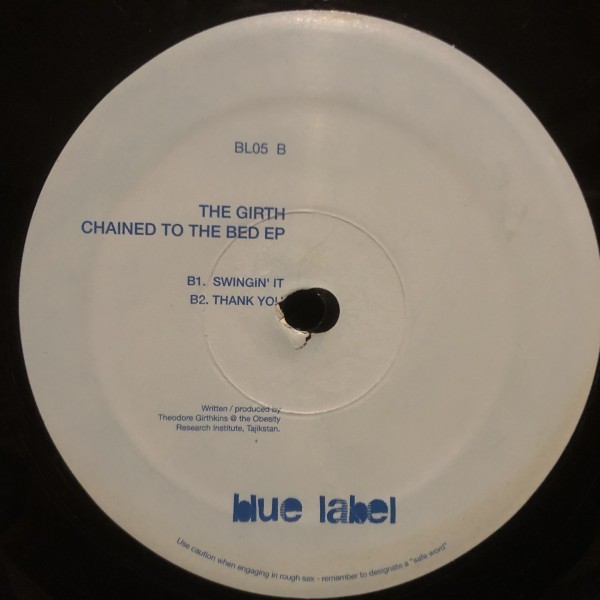 BL05 B
THE GIRTH
CHAINED TO THE BED EP
B1. SWINGiN' IT
B2. THANK YOU
Written / produced by
Theodore Girthkins @ the Obesity
Research Institute, Tajikstan.
blue label
Use caution when engaging in rough sex - remember to designate a "safe word"